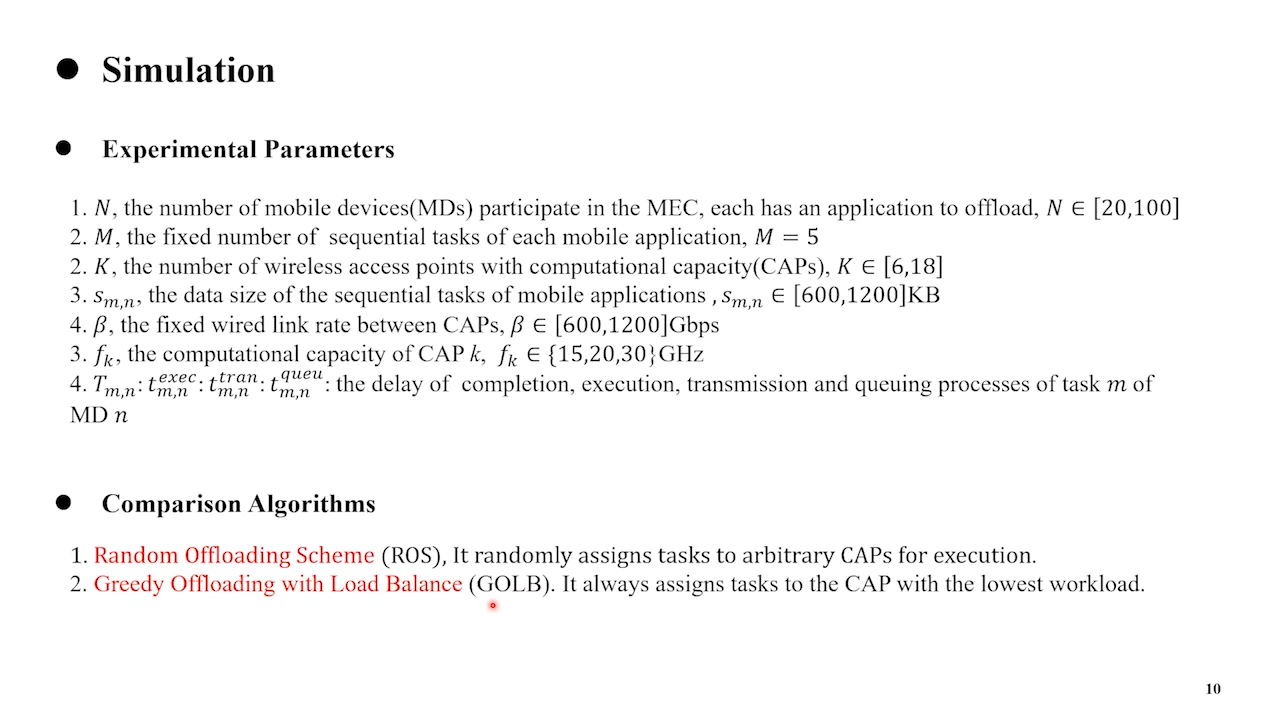 ● Simulation
● Experimental Parameters
1. N, the number of mobile devices(MDs) participate in the MEC, each has an application to offload, N ∈ [20,100]
2. M, the fixed number of sequential tasks of each mobile application, M = 5
2. K, the number of wireless access points with computational capacity(CAPs), K ∈ [6,18]
3. s_{m,n}, the data size of the sequential tasks of mobile applications , s_{m,n} ∈ [600,1200]KB
4. β, the fixed wired link rate between CAPs, β ∈ [600,1200]Gbps
3. f_k, the computational capacity of CAP k, f_k ∈ {15,20,30}GHz
4. T_{m,n}: t_{m,n}^{exec}: t_{m,n}^{tran}: t_{m,n}^{queu}: the delay of completion, execution, transmission and queuing processes of task m of
MD n
● Comparison Algorithms
1. Random Offloading Scheme (ROS), It randomly assigns tasks to arbitrary CAPs for execution.
2. Greedy Offloading with Load Balance (GOLB). It always assigns tasks to the CAP with the lowest workload.
10